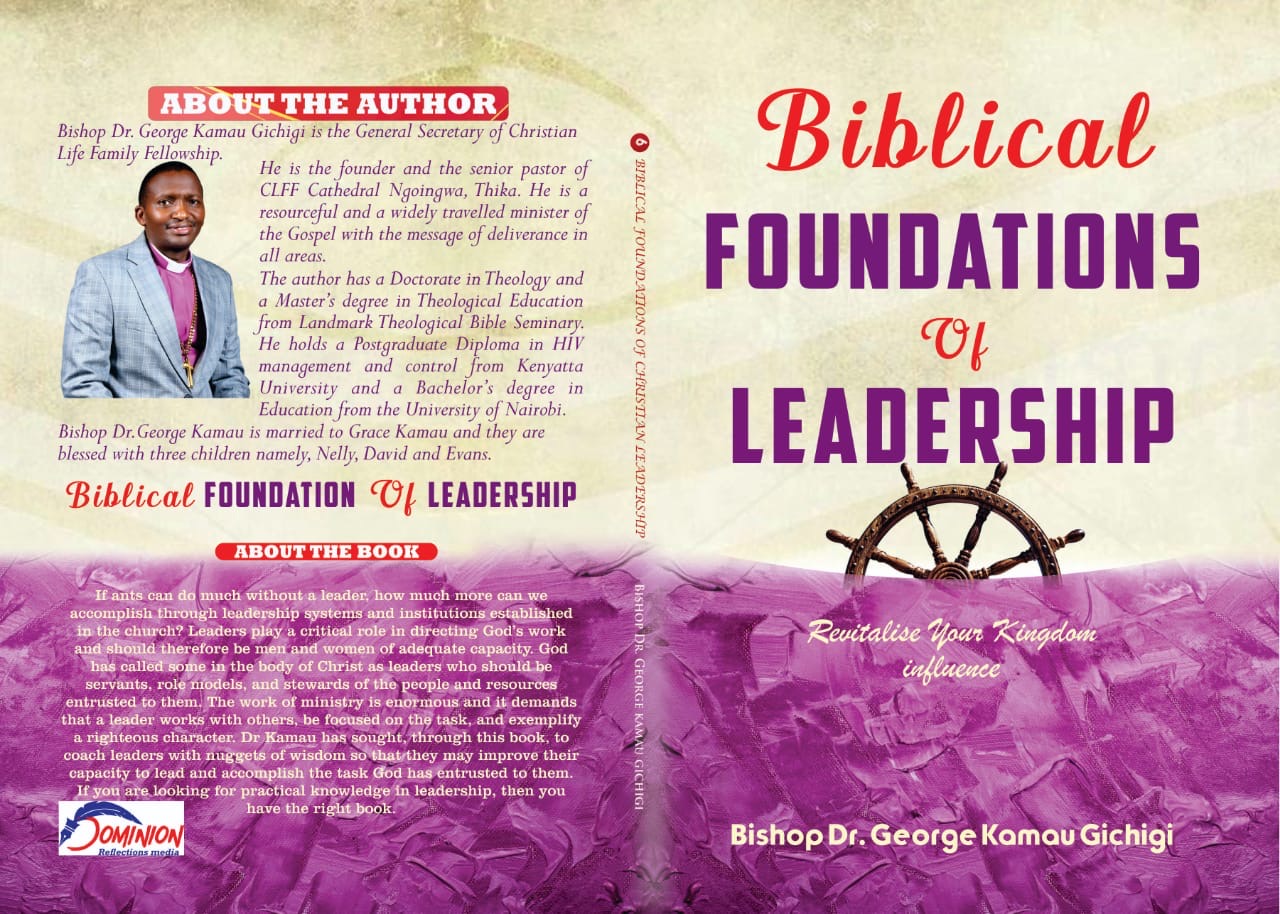 ABOUT THE AUTHOR
Bishop Dr. George Kamau Gichigi is the General Secretary of Christian
Life Family Fellowship.
He is the founder and the senior pastor of
CLFF Cathedral Ngoingwa, Thika. He is a
resourceful and a widely travelled minister of
the Gospel with the message of deliverance in
all areas.
The author has a Doctorate in Theology and
a Master's degree in Theological Education
from Landmark Theological Bible Seminary.
He holds a Postgraduate Diploma in HIV
management and control from Kenyatta
University and a Bachelor's degree in
Education from the University of Nairobi.
Bishop Dr.George Kamau is married to Grace Kamau and they are
blessed with three children namely, Nelly, David and Evans.
Biblical FOUNDATION Of LEADERSHIP
ABOUT THE BOOK
If ants can do much without a leader, how much more can we
accomplish through leadership systems and institutions established
in the church? Leaders play a critical role in directing God's work
and should therefore be men and women of adequate capacity. God
has called some in the body of Christ as leaders who should be
servants, role models, and stewards of the people and resources
entrusted to them. The work of ministry is enormous and it demands
that a leader works with others, be focused on the task, and exemplify
a righteous character. Dr Kamau has sought, through this book, to
coach leaders with nuggets of wisdom so that they may improve their
capacity to lead and accomplish the task God has entrusted to them.
If you are looking for practical knowledge in leadership, then you
have the right book.
DOMINION
Reflections media
6 BIBLICAL FOUNDATIONS OF CHRISTIAN LEADERSHIP
BISHOP DR. GEORGE KAMAU GICHIGI
Biblical
FOUNDATIONS
Of
LEADERSHIP
Revitalise Your Kingdom
influence
Bishop Dr. George Kamau Gichigi